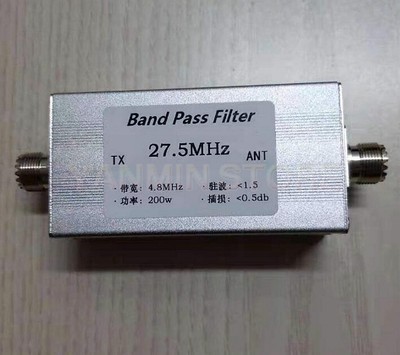 Band Pass Filter
27.5MHz
TX ANT
·带宽: 4.8MHz ·驻波: <1.5
·功率: 200w ·插损: <0.5db